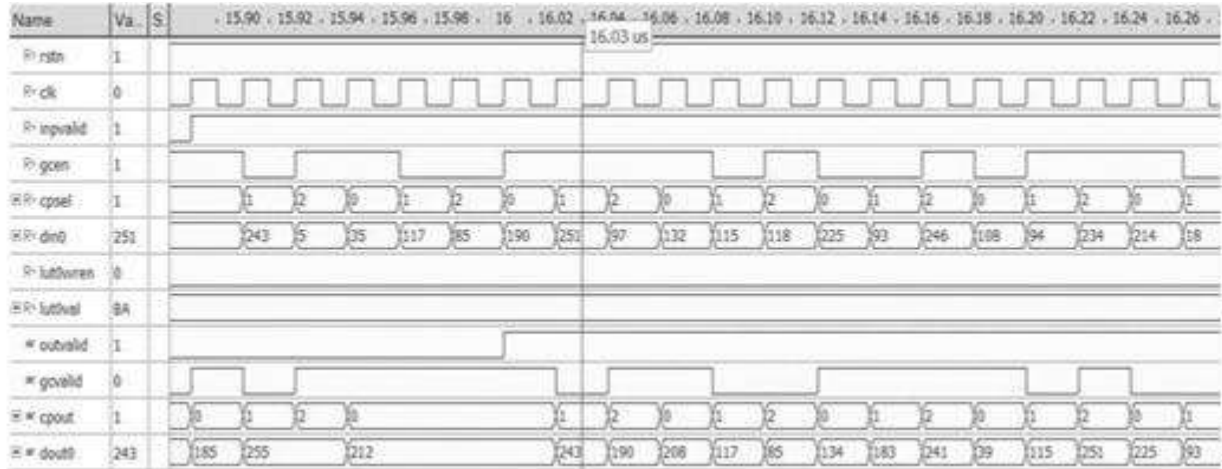 Name Va.. S. . 15.90 . 15.92 . 15.94 . 15.96 . 15.98 . 16 . 16.02 . 16.04 . 16.06 . 16.08 . 16.10 . 16.12 . 16.14 . 16.16 . 16.18 . 16.20 . 16.22 . 16.24 . 16.26 .
16.03 us
rstn 1
clk 0
inpvalid 1
gcen 1
cpsel 1 1 2 0 1 2 0 1 2 0 1 2 0 1 2 0 1 2 0 1
din0 251 243 5 35 117 85 190 251 97 132 115 118 225 93 246 108 94 234 214 18
lut0wren 0
lut0val BA
outvalid 1
gcvalid 0
cpout 1 0 1 2 0 1 2 0 1 2 0 1 2 0 1 2 0 1
dout0 243 185 255 212 243 190 208 117 85 134 183 241 39 115 251 225 93